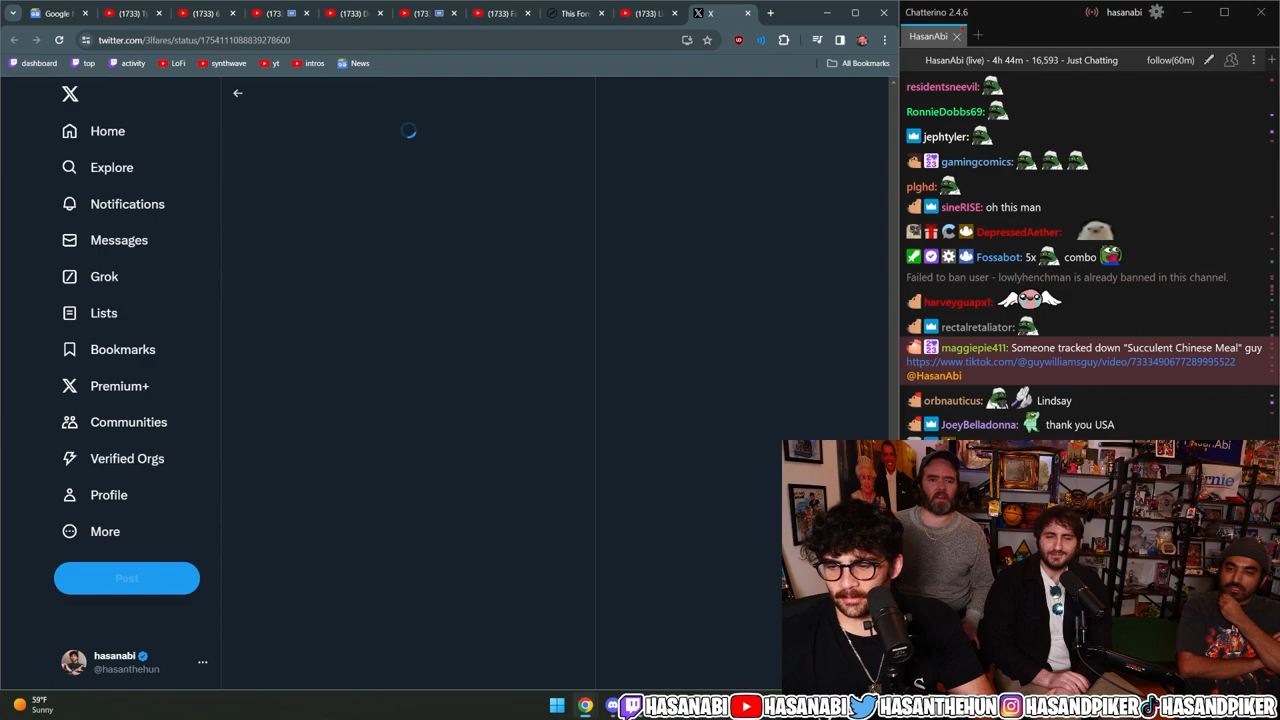 Google
(1733)
(1733) 6
(1733)
(1733) D
(1733)
(1733) F
This Fon
(1733) Li
X
twitter.com/3lfares/status/1754111088839278600
dashboard
top
activity
LoFi
synthwave
yt
intros
News
All Bookmarks
Home
Explore
Notifications
Messages
Grok
Lists
Bookmarks
Premium+
Communities
Verified Orgs
Profile
More
Post
hasanabi
@hasanthehun
59°F
Sunny
Chatterino 2.4.6
hasanabi
HasanAbi
HasanAbi (live) - 4h 44m - 16,593 - Just Chatting
follow(60m)
residentsneevil:
RonnieDobbs69:
jephtyler:
gamingcomics:
plghd:
sineRISE: oh this man
DepressedAether:
Fossabot: 5x combo
Failed to ban user - lowlyhenchman is already banned in this channel.
harveyguapx1:
rectalretaliator:
maggiepie411: Someone tracked down "Succulent Chinese Meal" guy
https://www.tiktok.com/@guywilliamsguy/video/7333490677289995522
@HasanAbi
orbnauticus: Lindsay
JoeyBelladonna: thank you USA
HASANABI
HASANABI
HASANTHEHUN
HASANDPIKER
HASANDPIKER